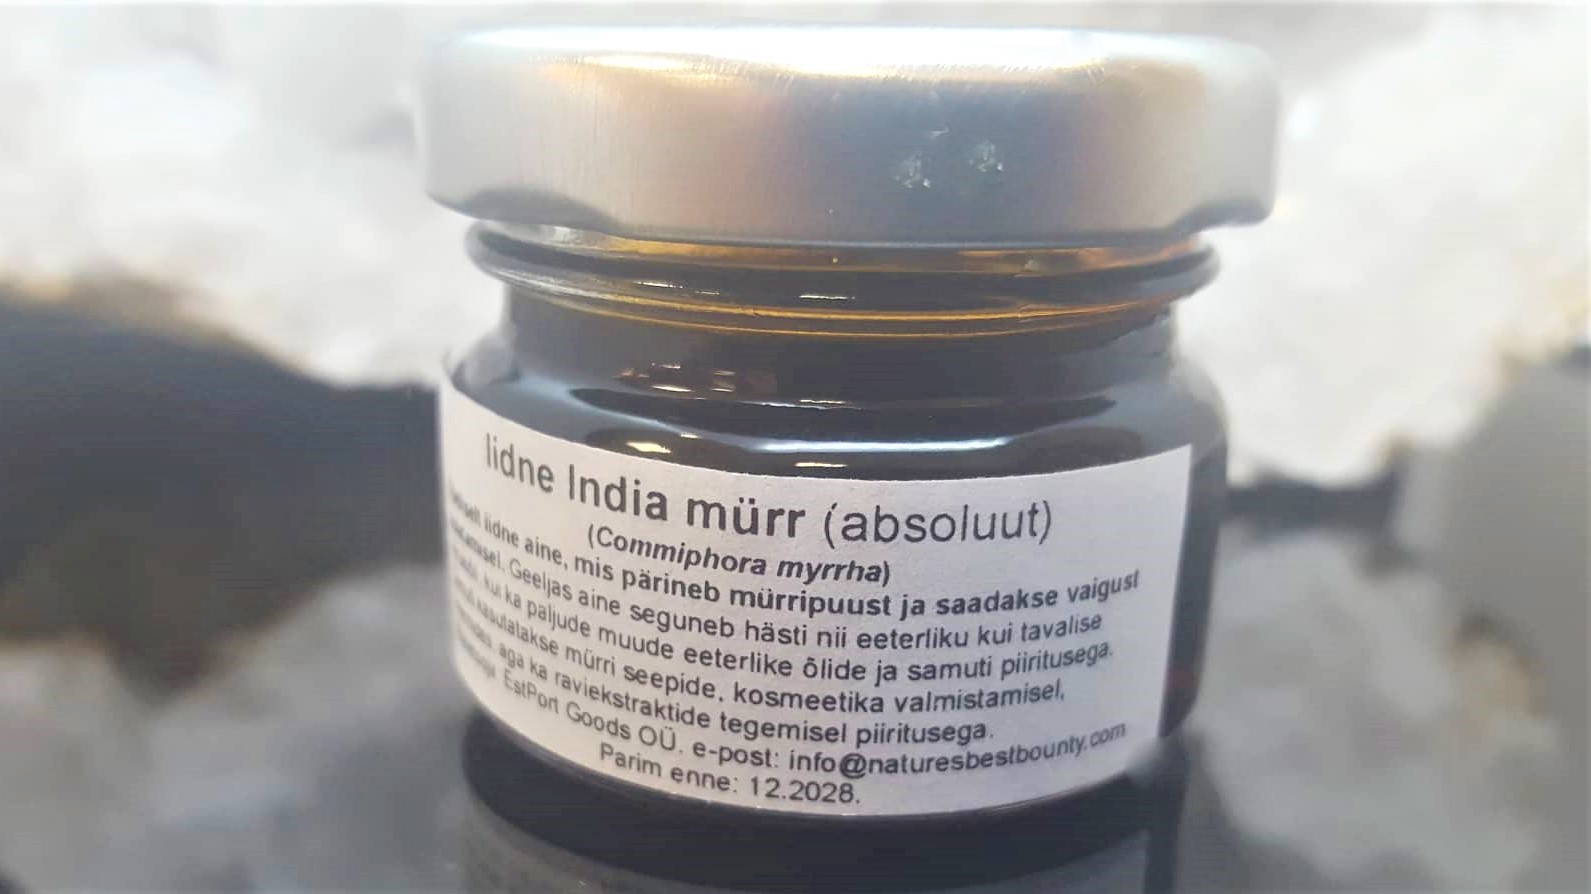 Iidne India mürr (absoluut)
(Commiphora myrrha)
iidne aine, mis pärineb mürripuust ja saadakse vaigust
Geeljas aine seguneb hästi nii eeterliku kui tavalise
kui ka paljude muude eeterlike õlide ja samuti piiritusega.
kasutatakse mürri seepide, kosmeetika valmistamisel,
aga ka raviekstraktide tegemisel piiritusega.
EstPort Goods OÜ. e-post: info@naturesbestbounty.com
Parim enne: 12.2028.